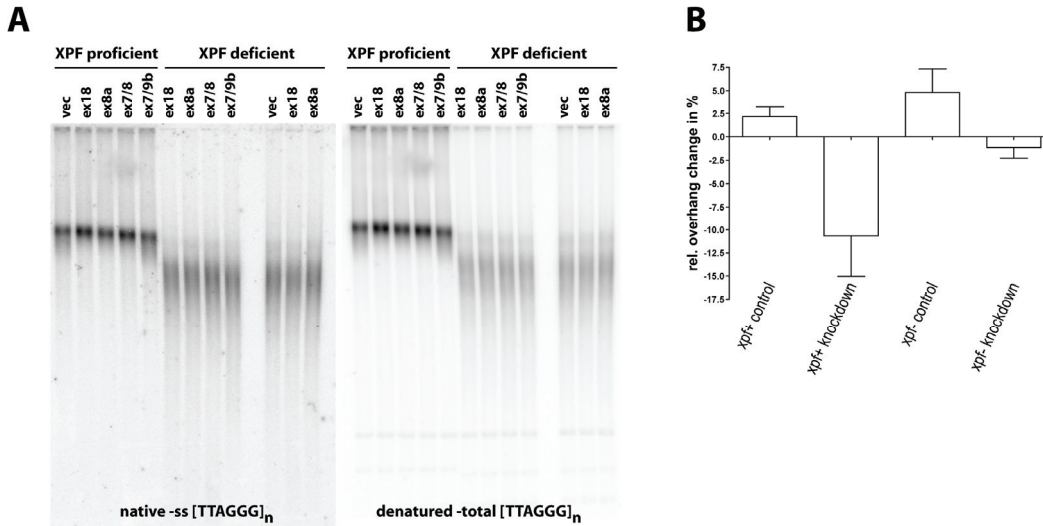 A
XPF proficient
XPF deficient
vec
ex18
ex8a
ex7/8
ex7/9b
ex18
ex8a
ex7/8
ex7/9b
vec
ex18
ex8a
native -ss [TTAGGG]n
XPF proficient
XPF deficient
vec
ex18
ex8a
ex7/8
ex7/9b
ex18
ex8a
ex7/8
ex7/9b
vec
ex18
ex8a
denatured -total [TTAGGG]n
B
rel. overhang change in %
7.5
5.0
2.5
0.0
-2.5
-5.0
-7.5
-10.0
-12.5
-15.0
-17.5
xpf+ control
xpf+ knockdown
xpf- control
xpf- knockdown